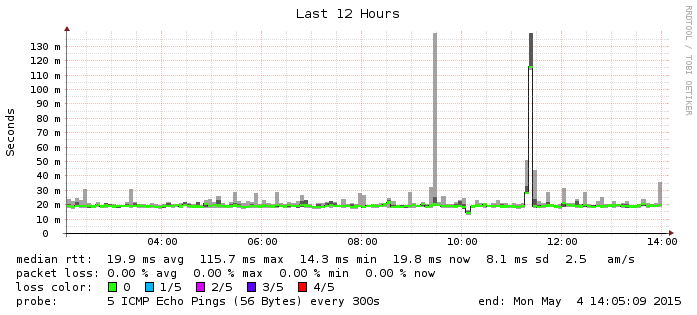 Last 12 Hours
RRDTOOL / TOBI OETIKER
Seconds
130 m
120 m
110 m
100 m
90 m
80 m
70 m
60 m
50 m
40 m
30 m
20 m
10 m
0
04:00 06:00 08:00 10:00 12:00 14:00
median rtt: 19.9 ms avg 115.7 ms max 14.3 ms min 19.8 ms now 8.1 ms sd 2.5 am/s
packet loss: 0.00 % avg 0.00 % max 0.00 % min 0.00 % now
loss color: 0 1/5 2/5 3/5 4/5
probe: 5 ICMP Echo Pings (56 Bytes) every 300s end: Mon May 4 14:05:09 2015